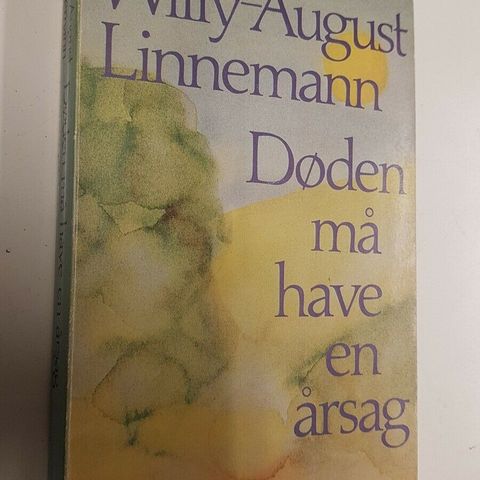 Willy-August
Linnemann
Døden
må
have
en
årsag